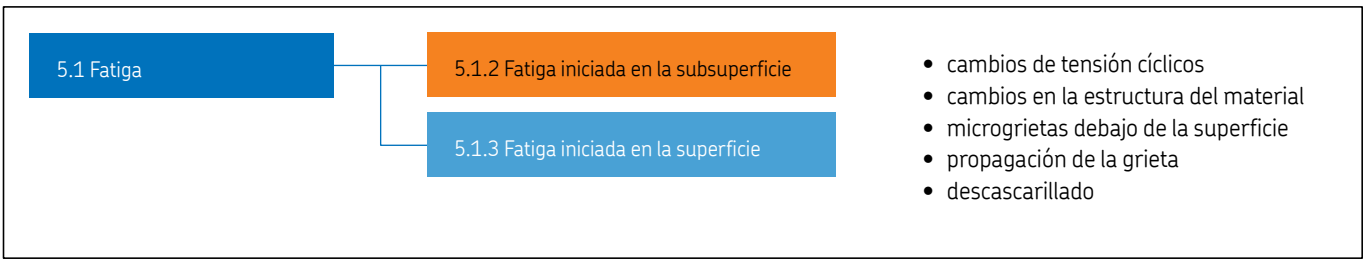 5.1 Fatiga
5.1.2 Fatiga iniciada en la subsuperficie
5.1.3 Fatiga iniciada en la superficie
• cambios de tensión cíclicos
• cambios en la estructura del material
• microgrietas debajo de la superficie
• propagación de la grieta
• descascarillado